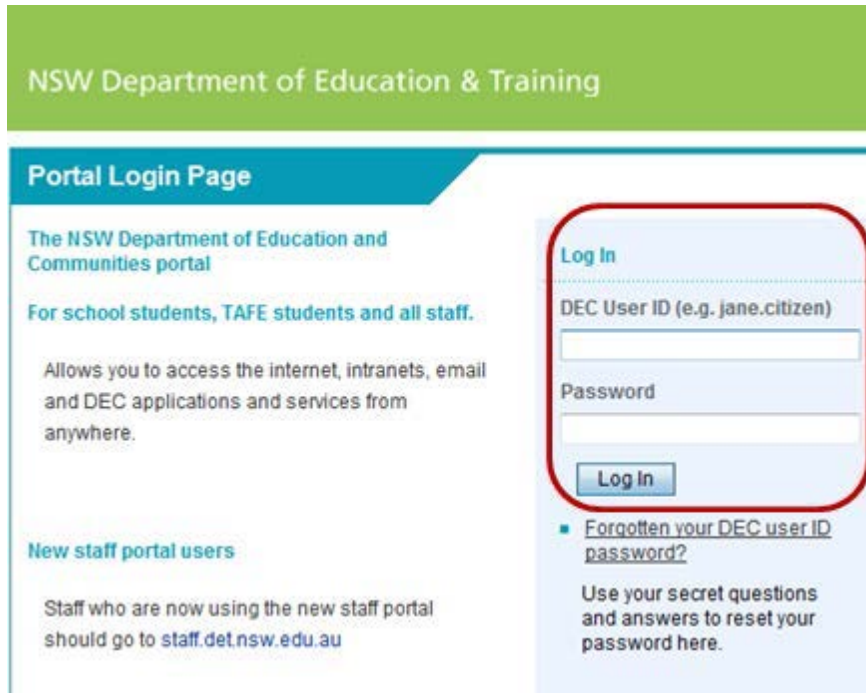 NSW Department of Education & Training
Portal Login Page
The NSW Department of Education and
Communities portal
For school students, TAFE students and all staff.
Allows you to access the internet, intranets, email
and DEC applications and services from
anywhere.
New staff portal users
Staff who are now using the new staff portal
should go to staff.det.nsw.edu.au
Log In
DEC User ID (e.g. jane.citizen)
Password
Log In
Forgotten your DEC user ID
password?
Use your secret questions
and answers to reset your
password here.